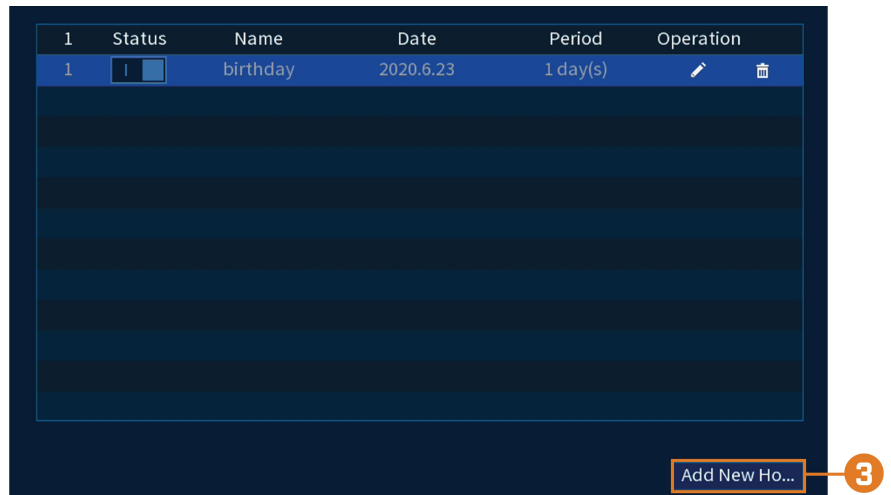 1 Status Name Date Period Operation
1 birthday 2020.6.23 1 day(s)
Add New Ho...
3